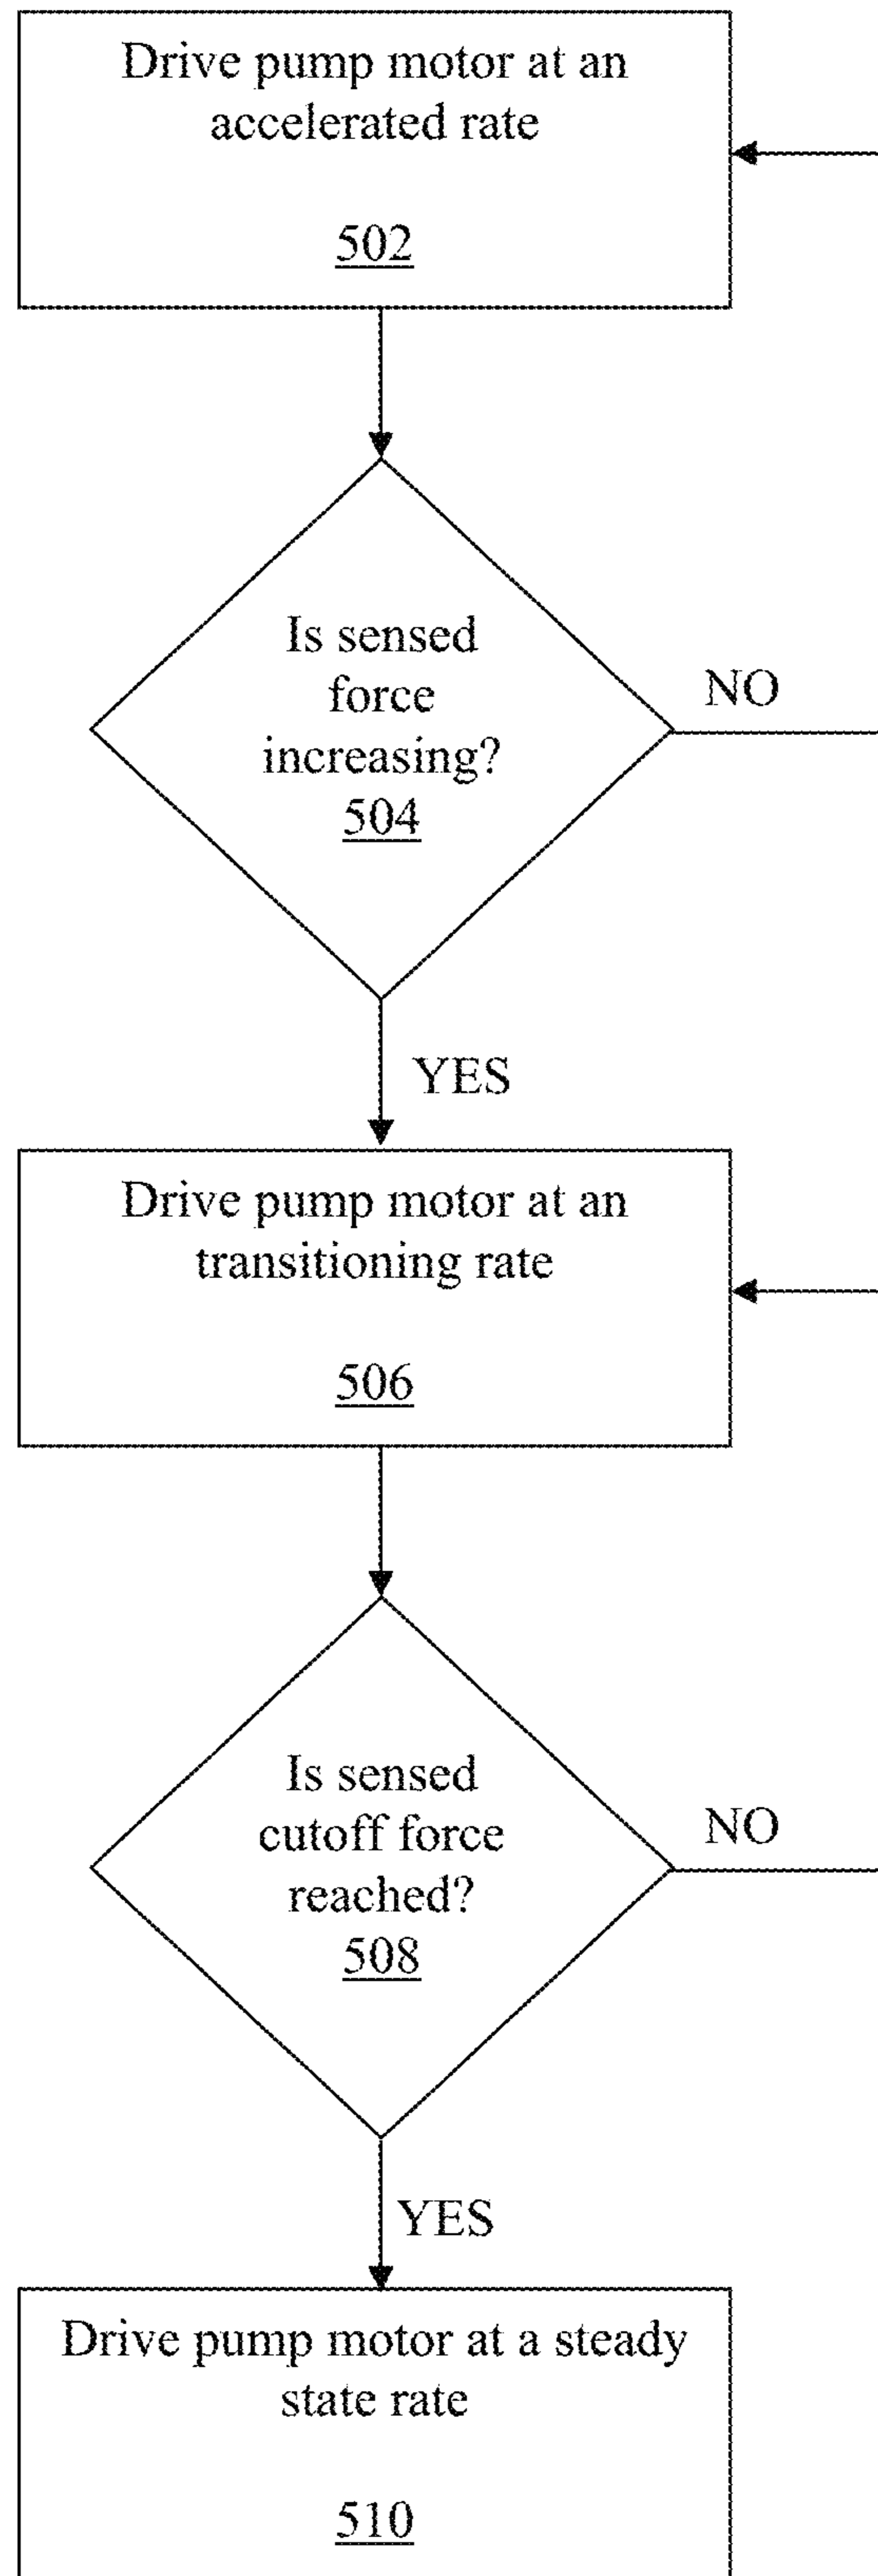 Drive pump motor at an
accelerated rate
502
Is sensed
force
increasing?
504
NO
YES
Drive pump motor at an
transitioning rate
506
Is sensed
cutoff force
reached?
508
NO
YES
Drive pump motor at a steady
state rate
510